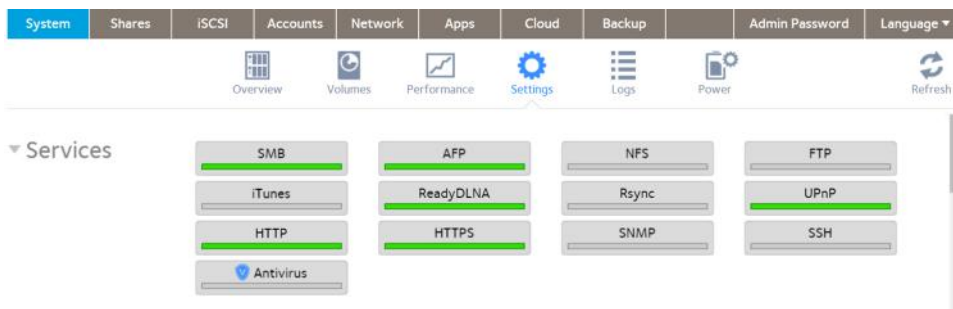 System Shares iSCSI Accounts Network Apps Cloud Backup Admin Password Language
Overview Volumes Performance Settings Logs Power Refresh
Services
SMB AFP NFS FTP
iTunes ReadyDLNA Rsync UPnP
HTTP HTTPS SNMP SSH
V Antivirus